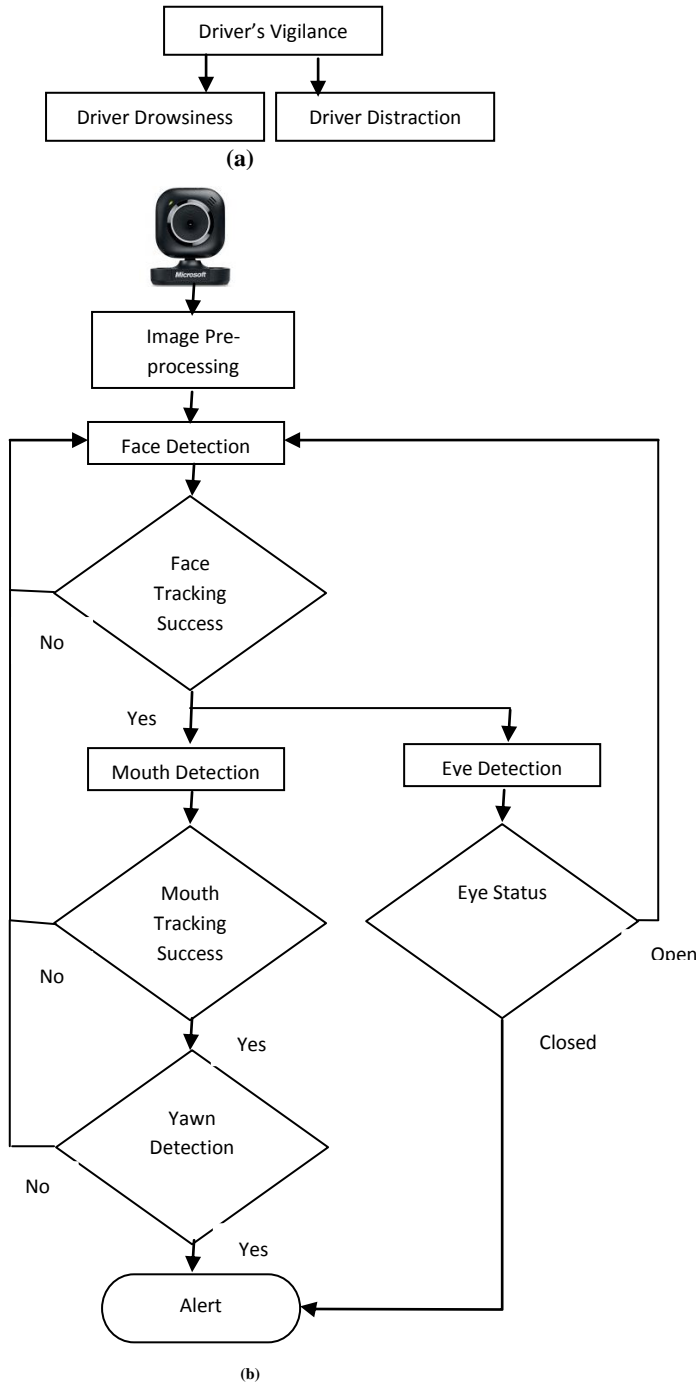 Driver's Vigilance
Driver Drowsiness
Driver Distraction
(a)
Microsoft
Image Pre-
processing
Face Detection
Face
Tracking
Success
No
Yes
Mouth Detection
Eye Detection
Mouth
Tracking
Success
Eye Status
No
Open
Yes
Closed
Yawn
Detection
No
Yes
Alert
(b)